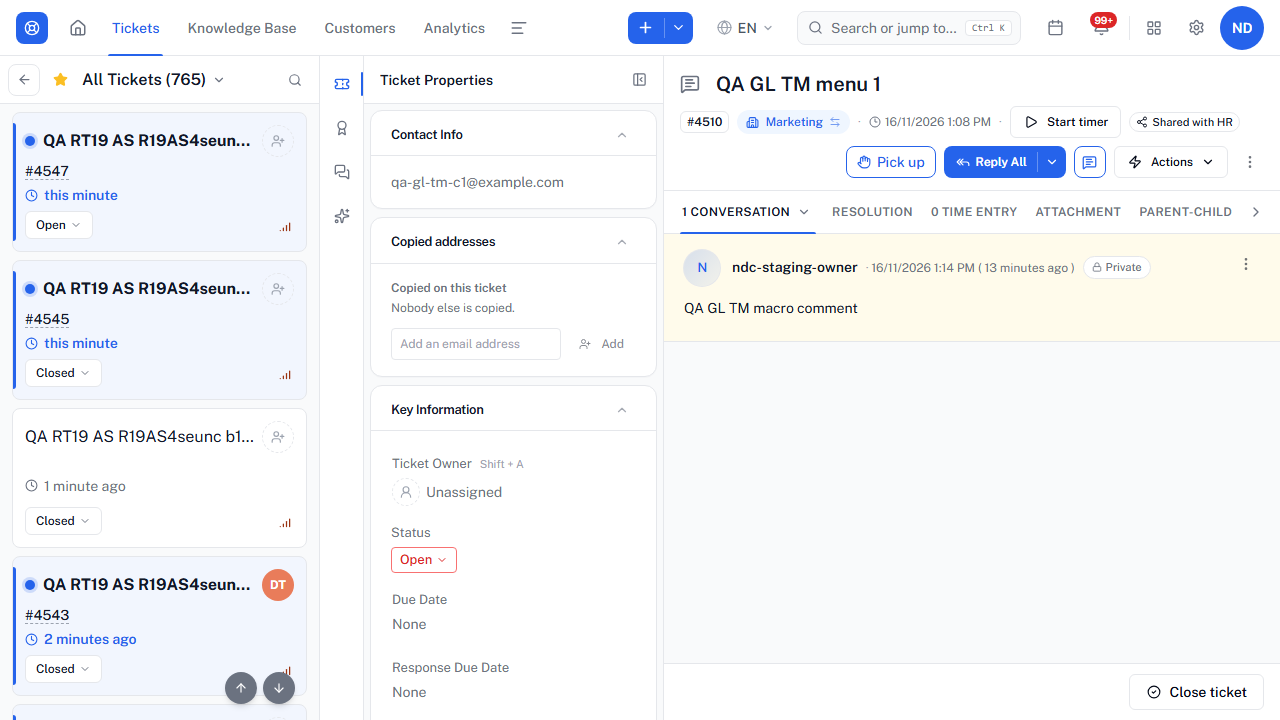 Tickets
Knowledge Base
Customers
Analytics
EN
Search or jump to...
Ctrl K
99+
ND
All Tickets (765)
QA RT19 AS R19AS4seun...
#4547
this minute
Open
QA RT19 AS R19AS4seun...
#4545
this minute
Closed
QA RT19 AS R19AS4seunc b1...
1 minute ago
Closed
QA RT19 AS R19AS4seun...
DT
#4543
2 minutes ago
Closed
Ticket Properties
Contact Info
qa-gl-tm-c1@example.com
Copied addresses
Copied on this ticket
Nobody else is copied.
Add an email address
Add
Key Information
Ticket Owner Shift + A
Unassigned
Status
Open
Due Date
None
Response Due Date
None
QA GL TM menu 1
#4510
Marketing
· 16/11/2026 1:08 PM ·
Start timer
Shared with HR
Pick up
Reply All
Actions
1 CONVERSATION
RESOLUTION
0 TIME ENTRY
ATTACHMENT
PARENT-CHILD
N
ndc-staging-owner · 16/11/2026 1:14 PM ( 13 minutes ago )
Private
QA GL TM macro comment
Close ticket